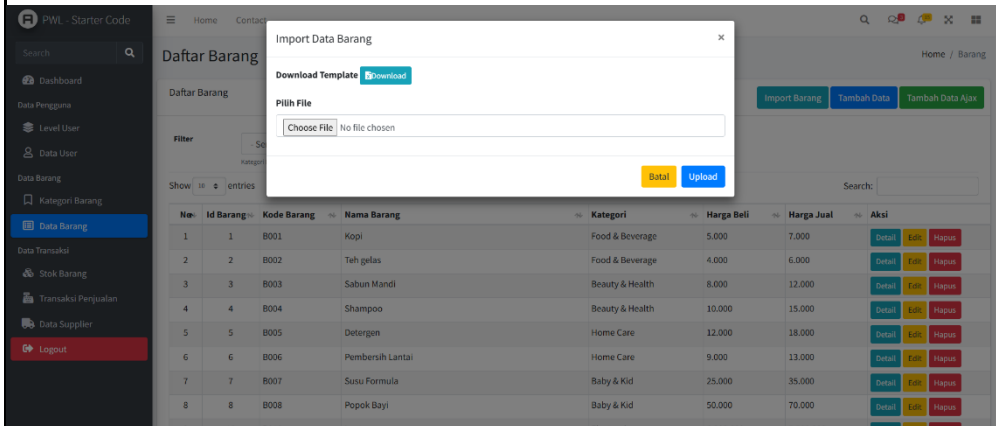 PWL - Starter Code
Home Contact
Search
Dashboard
Data Pengguna
Level User
Data User
Data Barang
Kategori Barang
Data Barang
Data Transaksi
Stok Barang
Transaksi Penjualan
Data Supplier
Logout
Daftar Barang
Home / Barang
Import Data Barang ×
Download Template Download
Pilih File
Choose File No file chosen
Batal Upload
Daftar Barang
Import Barang Tambah Data Tambah Data Ajax
Filter
Kategori
Show 10 entries
Search:
No Id Barang Kode Barang Nama Barang Kategori Harga Beli Harga Jual Aksi
1 1 B001 Kopi Food & Beverage 5.000 7.000 Detail Edit Hapus
2 2 B002 Teh gelas Food & Beverage 4.000 6.000 Detail Edit Hapus
3 3 B003 Sabun Mandi Beauty & Health 8.000 12.000 Detail Edit Hapus
4 4 B004 Shampoo Beauty & Health 10.000 15.000 Detail Edit Hapus
5 5 B005 Detergen Home Care 12.000 18.000 Detail Edit Hapus
6 6 B006 Pembersih Lantai Home Care 9.000 13.000 Detail Edit Hapus
7 7 B007 Susu Formula Baby & Kid 25.000 35.000 Detail Edit Hapus
8 8 B008 Popok Bayi Baby & Kid 50.000 70.000 Detail Edit Hapus